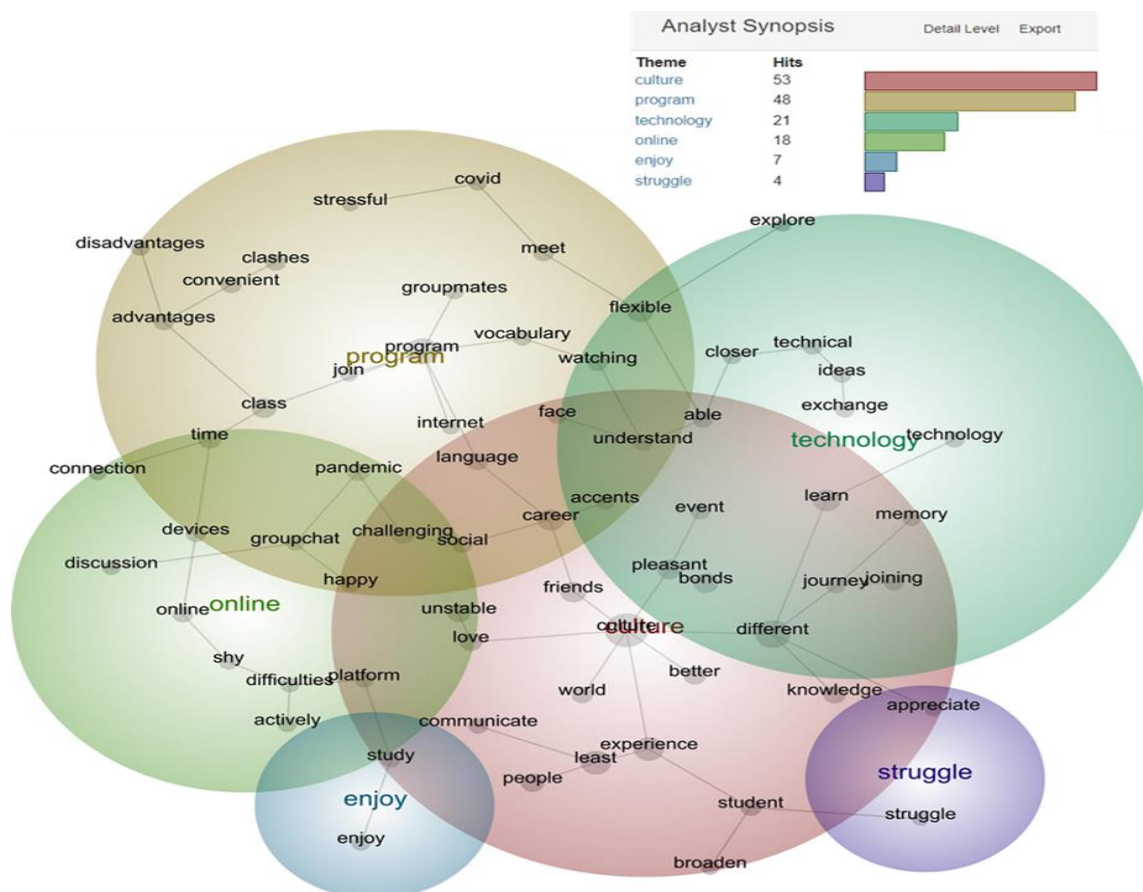 Analyst Synopsis Detail Level Export
Theme Hits
culture 53
program 48
technology 21
online 18
enjoy 7
struggle 4
covid
stressful
explore
disadvantages
meet
clashes
convenient
groupmates
flexible
advantages
vocabulary
program
program
watching
closer
technical
join
ideas
class
face
able
exchange
internet
time
understand
technology
technology
language
connection
pandemic
learn
accents
event
career
memory
devices
groupchat
challenging
social
discussion
pleasant
bonds
journey
joining
happy
friends
online
online
unstable
culture
culture
different
love
shy
difficulties
platform
better
world
knowledge
appreciate
actively
communicate
experience
study
least
people
struggle
enjoy
student
struggle
enjoy
broaden